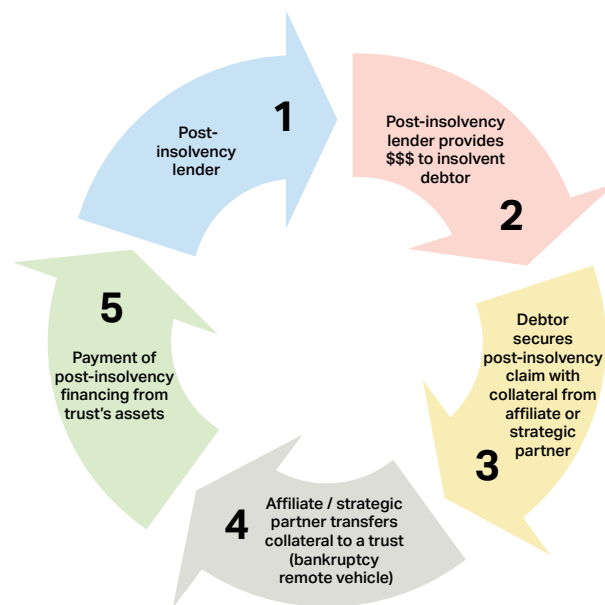 1
Post-
insolvency
lender
Post-insolvency
lender provides
$$$ to insolvent
debtor
2
Debtor
secures
post-insolvency
claim with
collateral from
affiliate or
strategic
partner
3
4
Affiliate / strategic
partner transfers
collateral to a trust
(bankruptcy
remote vehicle)
5
Payment of
post-insolvency
financing from
trust's assets